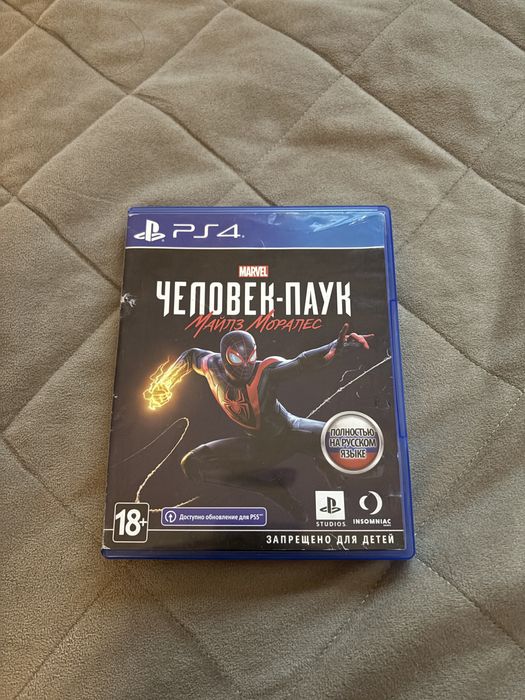 PS4
MARVEL
ЧЕЛОВЕК-ПАУК
МАЙЛЗ МОРАЛЕС
ПОЛНОСТЬЮ
НА РУССКОМ
ЯЗЫКЕ
18+
Доступно обновление для PS5
STUDIOS
INSOMNIAC
GAMES
ЗАПРЕЩЕНО ДЛЯ ДЕТЕЙ